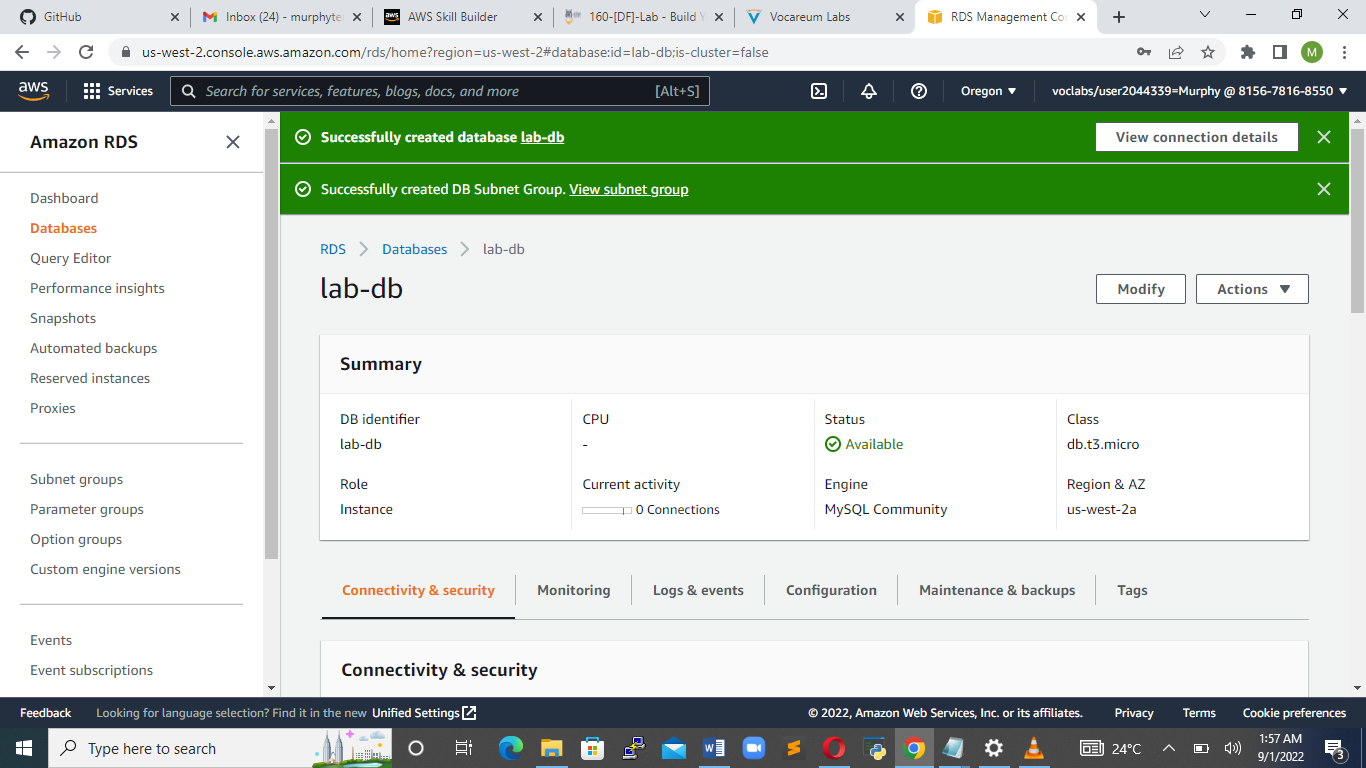 GitHub
Inbox (24) - murphyte
AWS Skill Builder
160-[DF]-Lab - Build Y
Vocareum Labs
RDS Management Co
us-west-2.console.aws.amazon.com/rds/home?region=us-west-2#database:id=lab-db;is-cluster=false
M
aws
Services
Search for services, features, blogs, docs, and more
[Alt+S]
Oregon
voclabs/user2044339=Murphy @ 8156-7816-8550
Amazon RDS
Dashboard
Databases
Query Editor
Performance insights
Snapshots
Automated backups
Reserved instances
Proxies
Subnet groups
Parameter groups
Option groups
Custom engine versions
Events
Event subscriptions
Successfully created database lab-db
View connection details
Successfully created DB Subnet Group. View subnet group
RDS
Databases
lab-db
lab-db
Modify
Actions
Summary
DB identifier
lab-db
CPU
-
Status
Available
Class
db.t3.micro
Role
Instance
Current activity
0 Connections
Engine
MySQL Community
Region & AZ
us-west-2a
Connectivity & security
Monitoring
Logs & events
Configuration
Maintenance & backups
Tags
Connectivity & security
Feedback
Looking for language selection? Find it in the new Unified Settings
© 2022, Amazon Web Services, Inc. or its affiliates.
Privacy
Terms
Cookie preferences
Type here to search
24°C
1:57 AM
9/1/2022
3